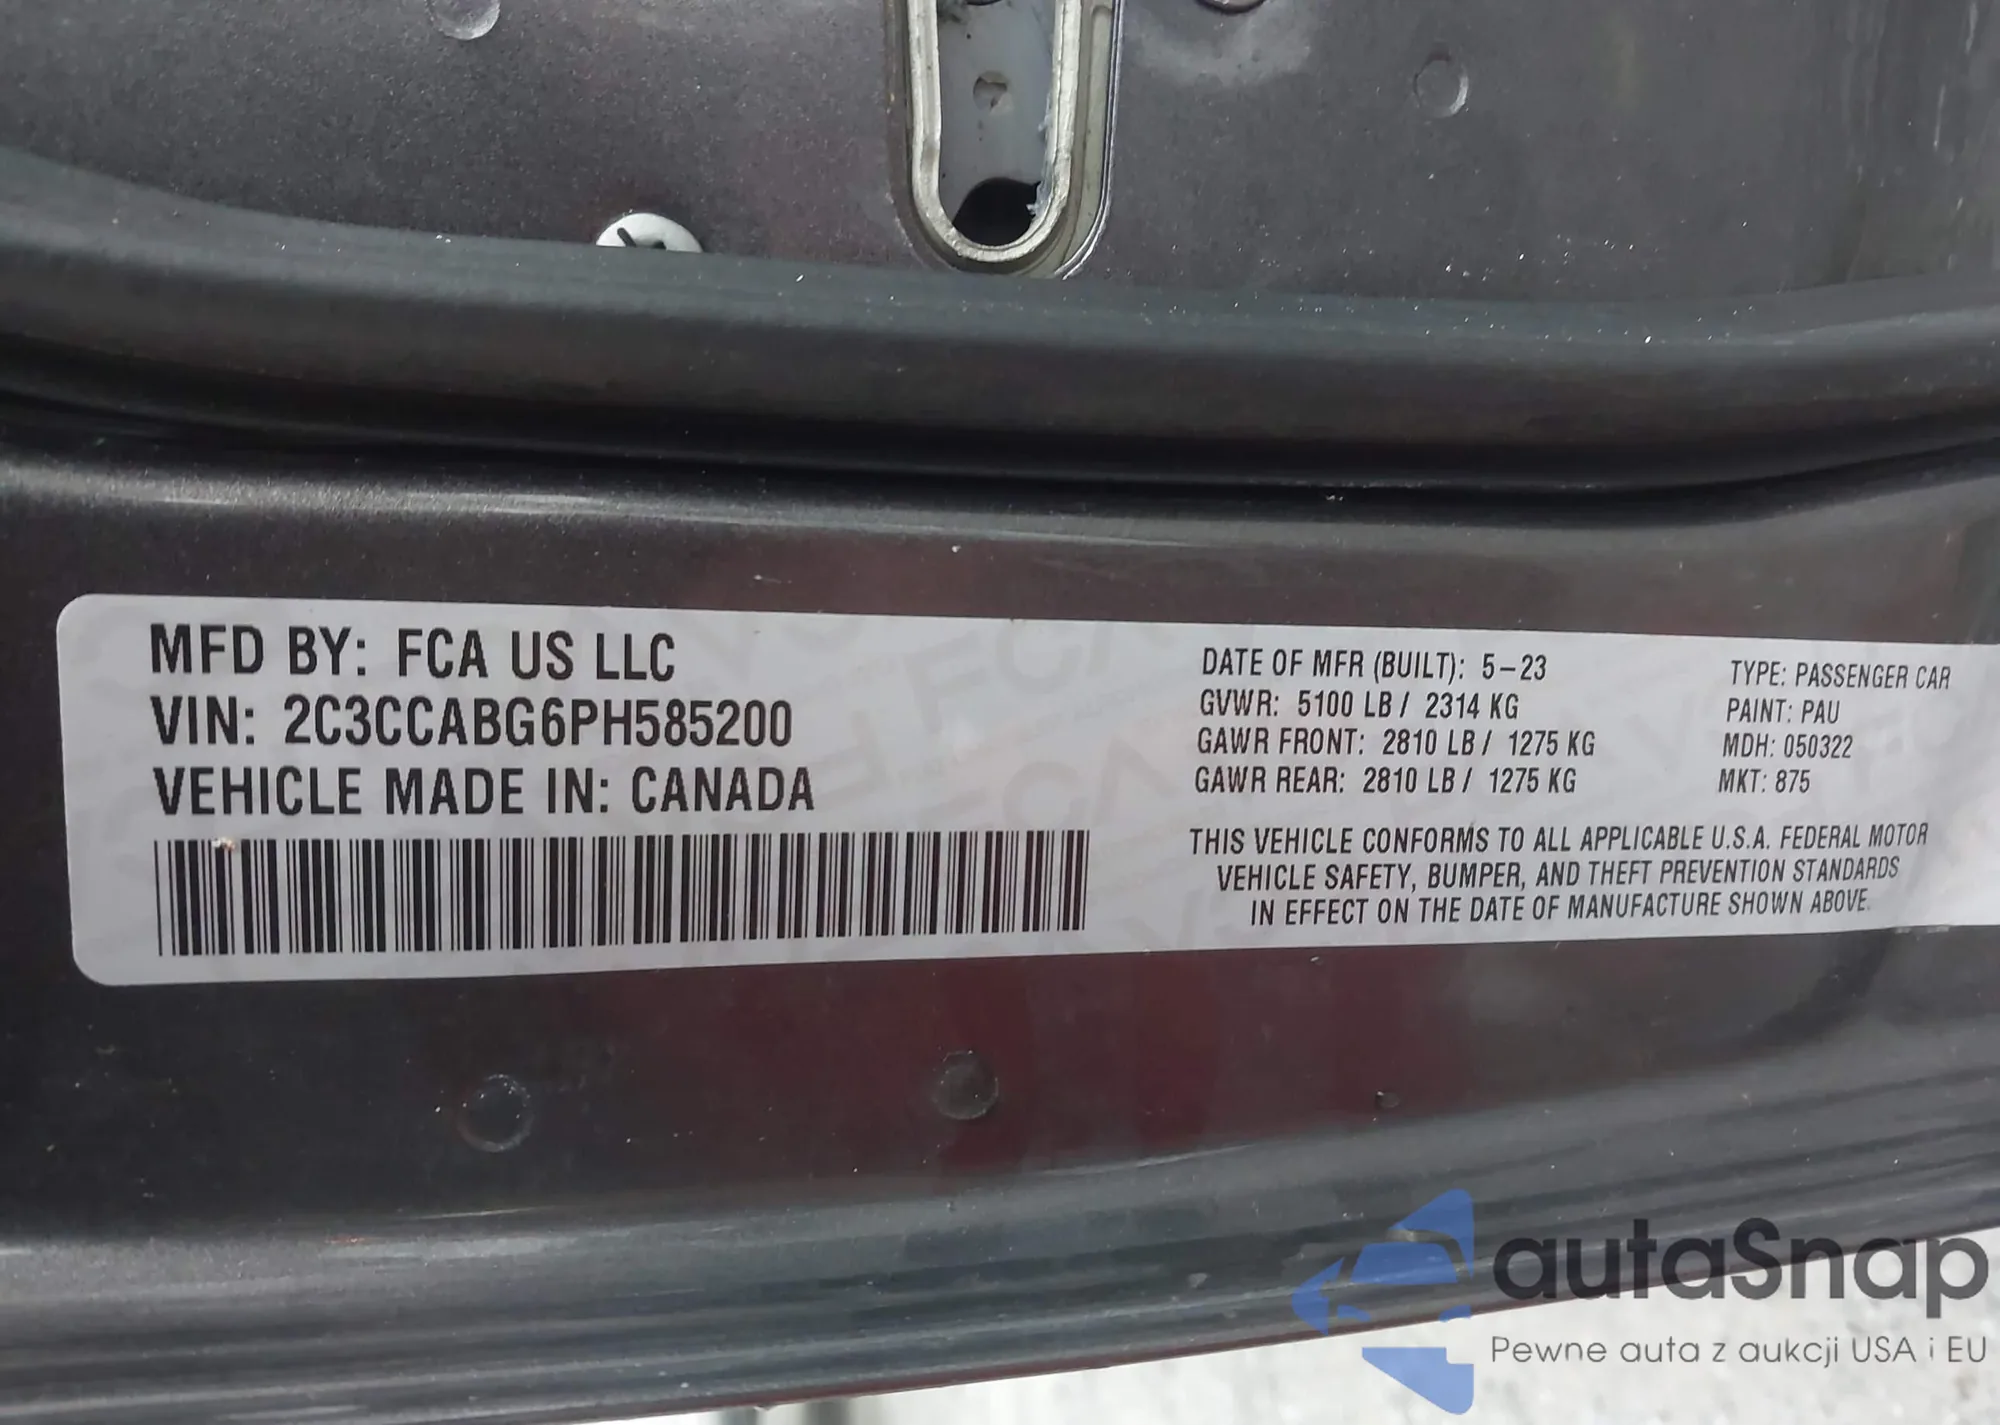 MFD BY: FCA US LLC
VIN: 2C3CCABG6PH585200
VEHICLE MADE IN: CANADA
DATE OF MFR (BUILT): 5-23
GVWR: 5100 LB / 2314 KG
GAWR FRONT: 2810 LB / 1275 KG
GAWR REAR: 2810 LB / 1275 KG
TYPE: PASSENGER CAR
PAINT: PAU
MDH: 050322
MKT: 875
THIS VEHICLE CONFORMS TO ALL APPLICABLE U.S.A. FEDERAL MOTOR
VEHICLE SAFETY, BUMPER, AND THEFT PREVENTION STANDARDS
IN EFFECT ON THE DATE OF MANUFACTURE SHOWN ABOVE.
autaSnap
Pewne auta z aukcji USA i EU